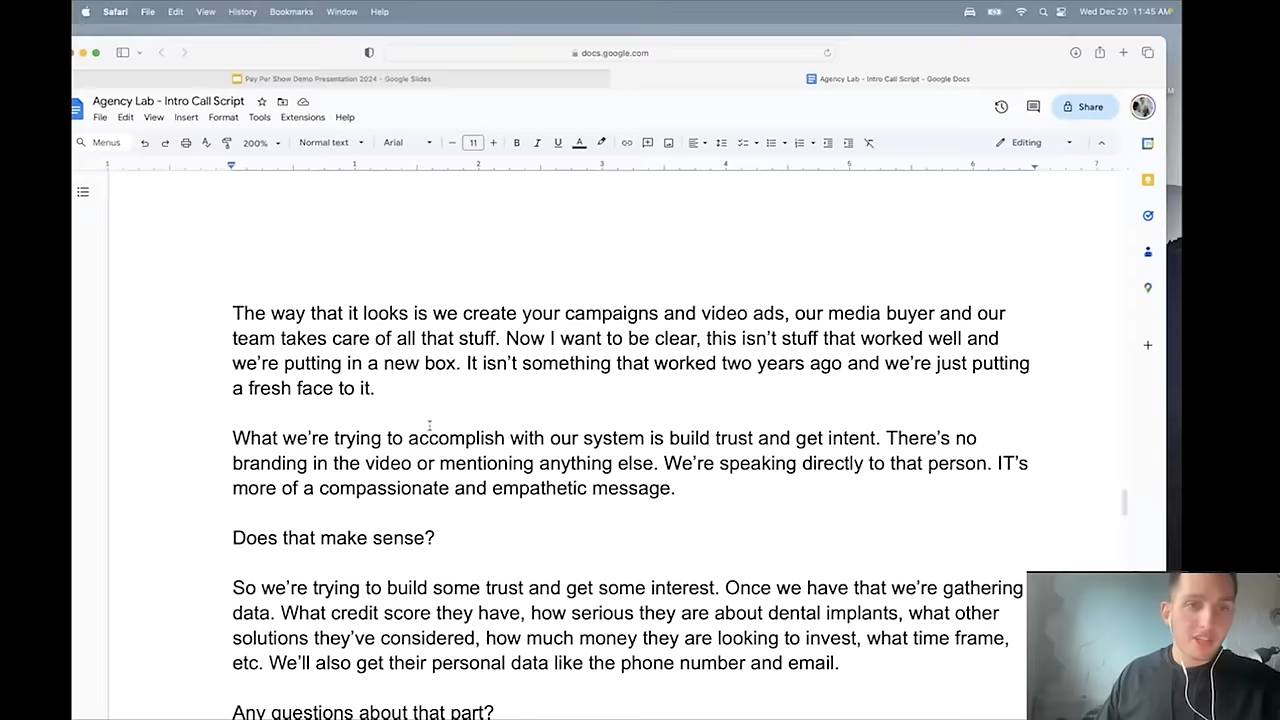 Safari File Edit View History Bookmarks Window Help Wed Dec 20 11:45 AM
docs.google.com
Pay Per Show Demo Presentation 2024 - Google Slides Agency Lab - Intro Call Script - Google Docs
Agency Lab - Intro Call Script
Share
File Edit View Insert Format Tools Extensions Help
Menus 200% Normal text Arial 11 Editing
1 1 2 3 4 5 6 7
The way that it looks is we create your campaigns and video ads, our media buyer and our
team takes care of all that stuff. Now I want to be clear, this isn’t stuff that worked well and
we’re putting in a new box. It isn’t something that worked two years ago and we’re just putting
a fresh face to it.
What we’re trying to accomplish with our system is build trust and get intent. There’s no
branding in the video or mentioning anything else. We’re speaking directly to that person. IT’s
more of a compassionate and empathetic message.
Does that make sense?
So we’re trying to build some trust and get some interest. Once we have that we’re gathering
data. What credit score they have, how serious they are about dental implants, what other
solutions they’ve considered, how much money they are looking to invest, what time frame,
etc. We’ll also get their personal data like the phone number and email.
Any questions about that part?